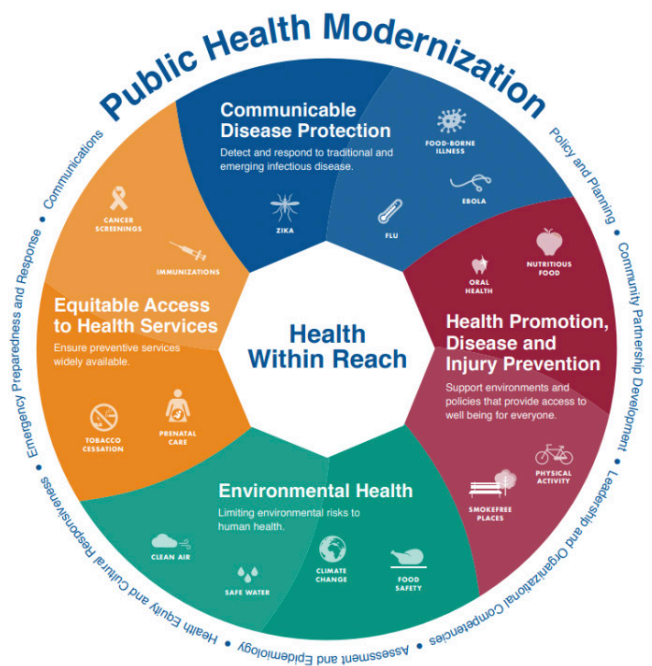 Public Health Modernization
Communicable
Disease Protection
Detect and respond to traditional and
emerging infectious disease.
ZIKA
FLU
FOOD-BORNE
ILLNESS
EBOLA
ORAL
HEALTH
NUTRITIOUS
FOOD
Health Promotion,
Disease and
Injury Prevention
Support environments and
policies that provide access to
well being for everyone.
PHYSICAL
ACTIVITY
SMOKEFREE
PLACES
Environmental Health
Limiting environmental risks to
human health.
CLEAN AIR
SAFE WATER
CLIMATE
CHANGE
FOOD
SAFETY
CANCER
SCREENINGS
IMMUNIZATIONS
Equitable Access
to Health Services
Ensure preventive services
widely available.
TOBACCO
CESSATION
PRENATAL
CARE
Health
Within Reach
Policy and Planning • Community Partnership Development • Leadership and Organizational Competencies • Assessment and Epidemiology • Health Equity and Cultural Responsiveness • Emergency Preparedness and Response • Communications